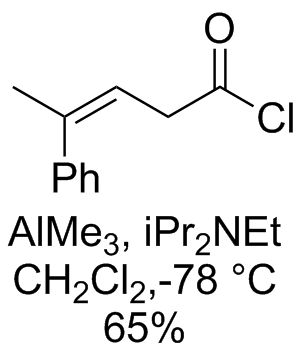 O
Cl
Ph
AlMe₃, iPr₂NEt
CH₂Cl₂,-78 °C
65%